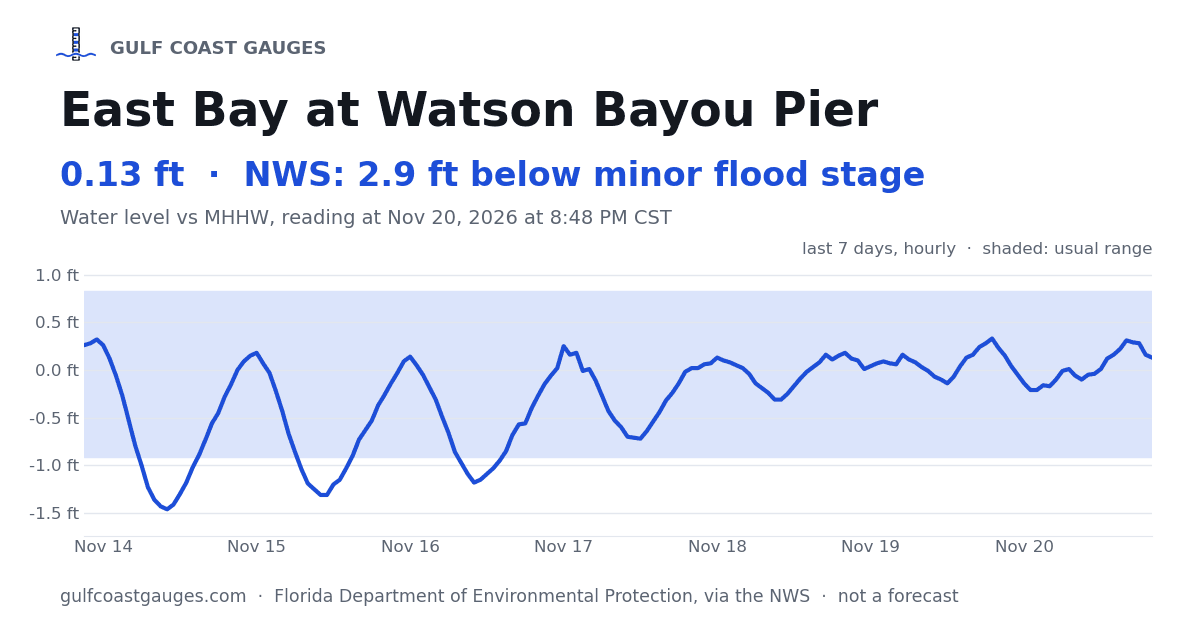 GULF COAST GAUGES
East Bay at Watson Bayou Pier
0.13 ft · NWS: 2.9 ft below minor flood stage
Water level vs MHHW, reading at Nov 20, 2026 at 8:48 PM CST
last 7 days, hourly · shaded: usual range
1.0 ft
0.5 ft
0.0 ft
-0.5 ft
-1.0 ft
-1.5 ft
Nov 14 Nov 15 Nov 16 Nov 17 Nov 18 Nov 19 Nov 20
gulfcoastgauges.com · Florida Department of Environmental Protection, via the NWS · not a forecast